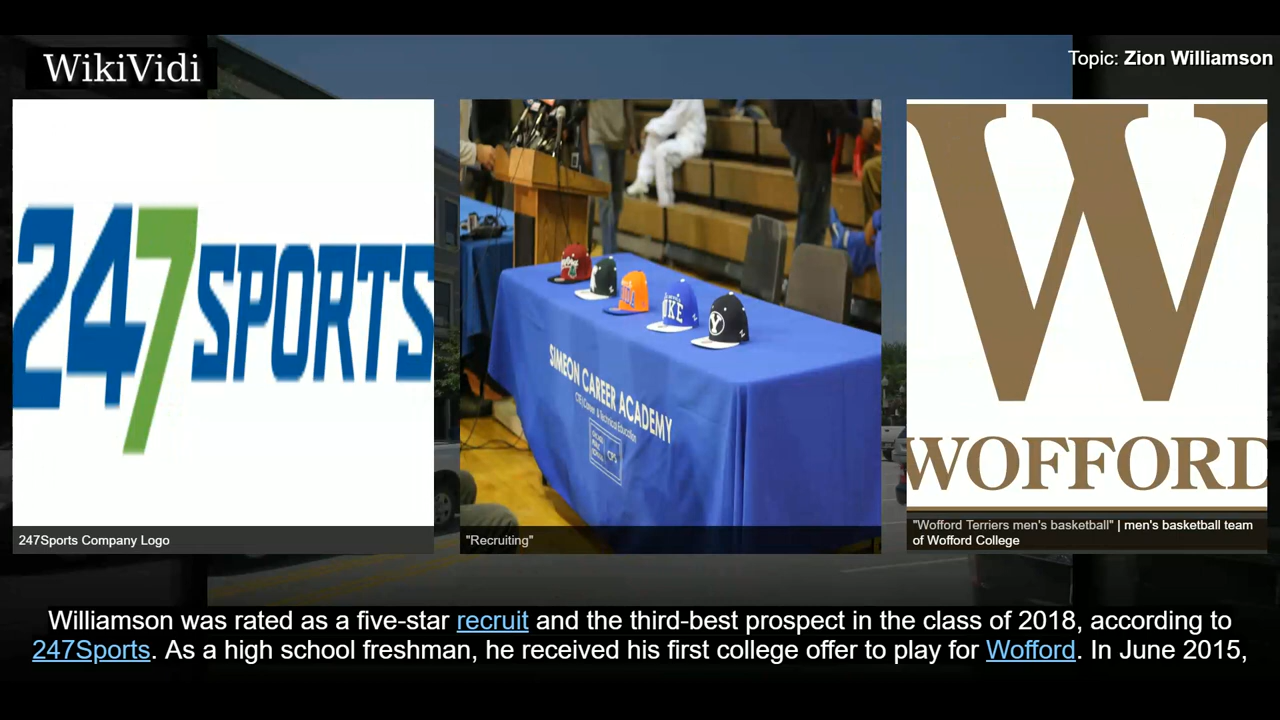 WikiVidi
Topic: Zion Williamson
247SPORTS
SIMEON CAREER ACADEMY
247Sports Company Logo
"Recruiting"
W
WOFFORD
"Wofford Terriers men's basketball" | men's basketball team
of Wofford College
Williamson was rated as a five-star recruit and the third-best prospect in the class of 2018, according to
247Sports. As a high school freshman, he received his first college offer to play for Wofford. In June 2015,